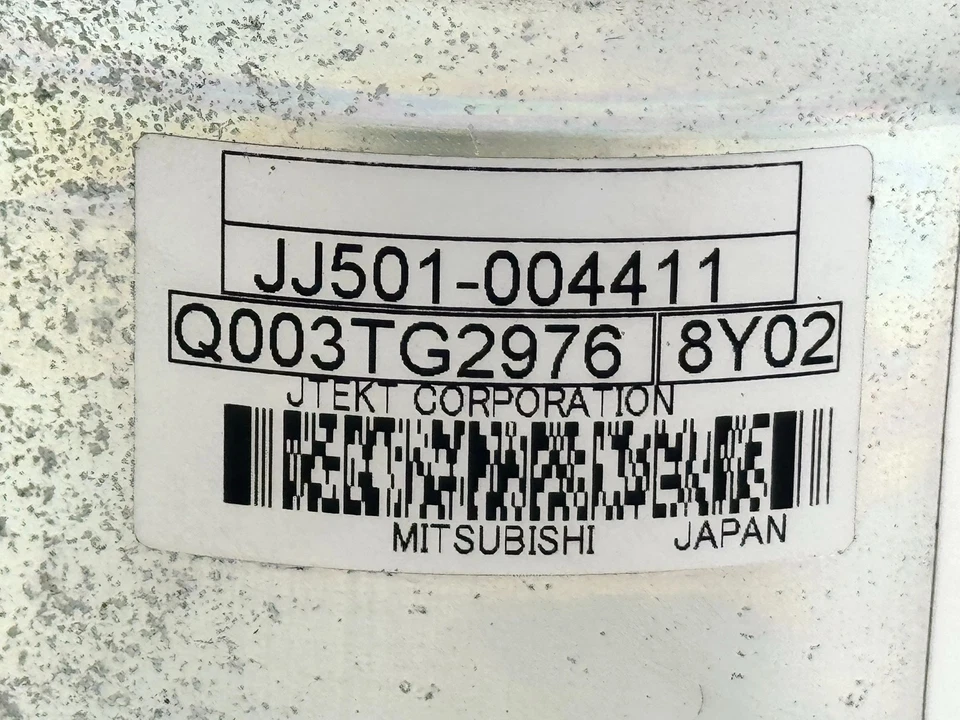 JJ501-004411
Q003TG2976 8Y02
JTEKT CORPORATION
MITSUBISHI JAPAN